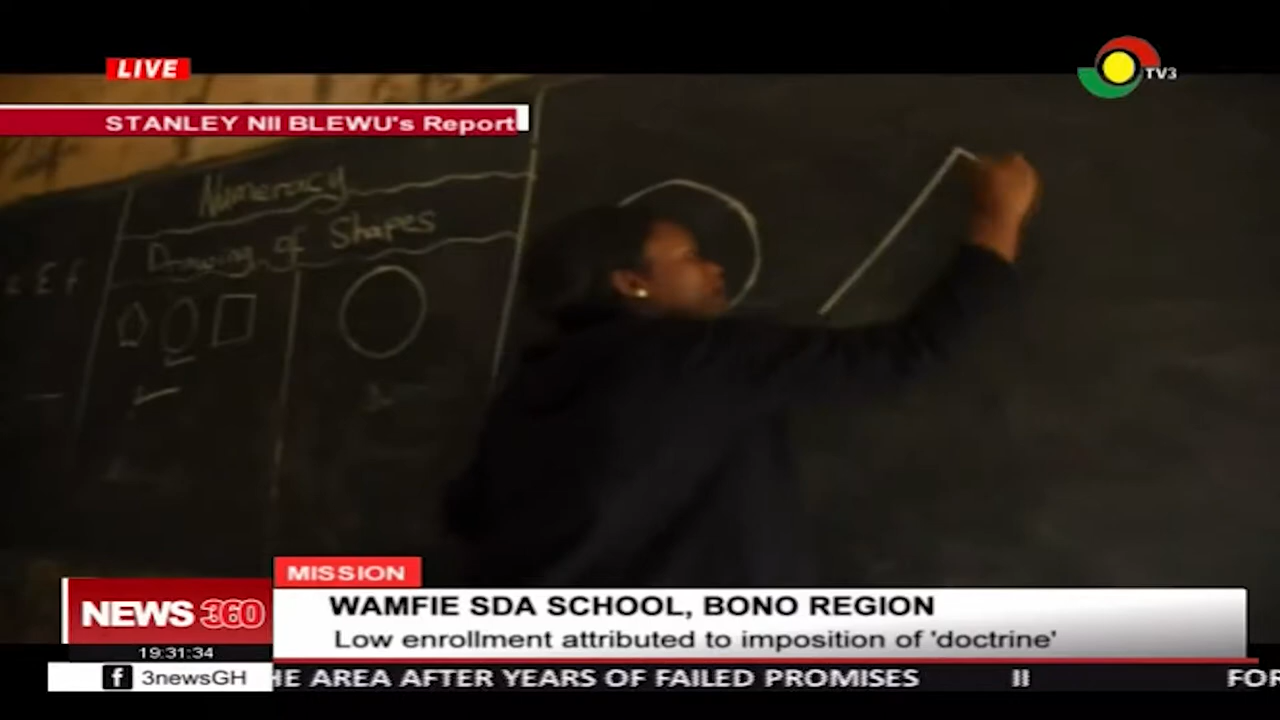 LIVE
TV3
STANLEY NII BLEWU's Report
Numeracy
Drawing of Shapes
E f
MISSION
NEWS 360
WAMFIE SDA SCHOOL, BONO REGION
Low enrollment attributed to imposition of 'doctrine'
19:31:34
f 3newsGH
HE AREA AFTER YEARS OF FAILED PROMISES II FOR